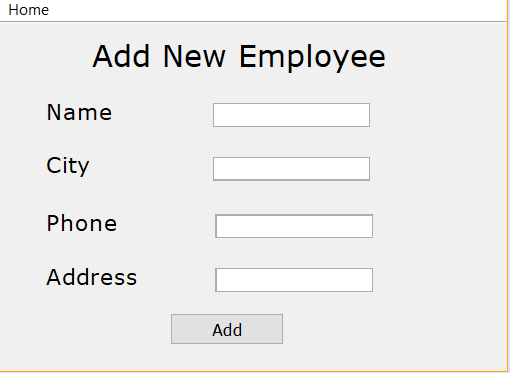 Home
Add New Employee
Name
City
Phone
Address
Add